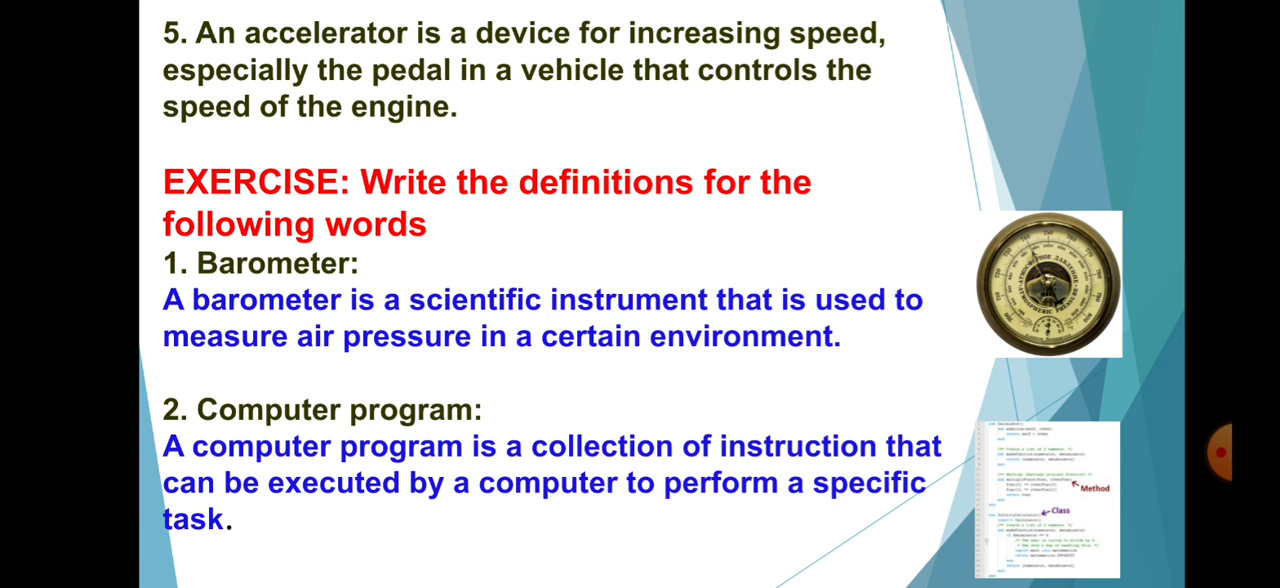 5. An accelerator is a device for increasing speed,
especially the pedal in a vehicle that controls the
speed of the engine.
EXERCISE: Write the definitions for the
following words
1. Barometer:
A barometer is a scientific instrument that is used to
measure air pressure in a certain environment.
2. Computer program:
A computer program is a collection of instruction that
can be executed by a computer to perform a specific
task.
ATMOSPHERIC PRESSURE
Method
Class